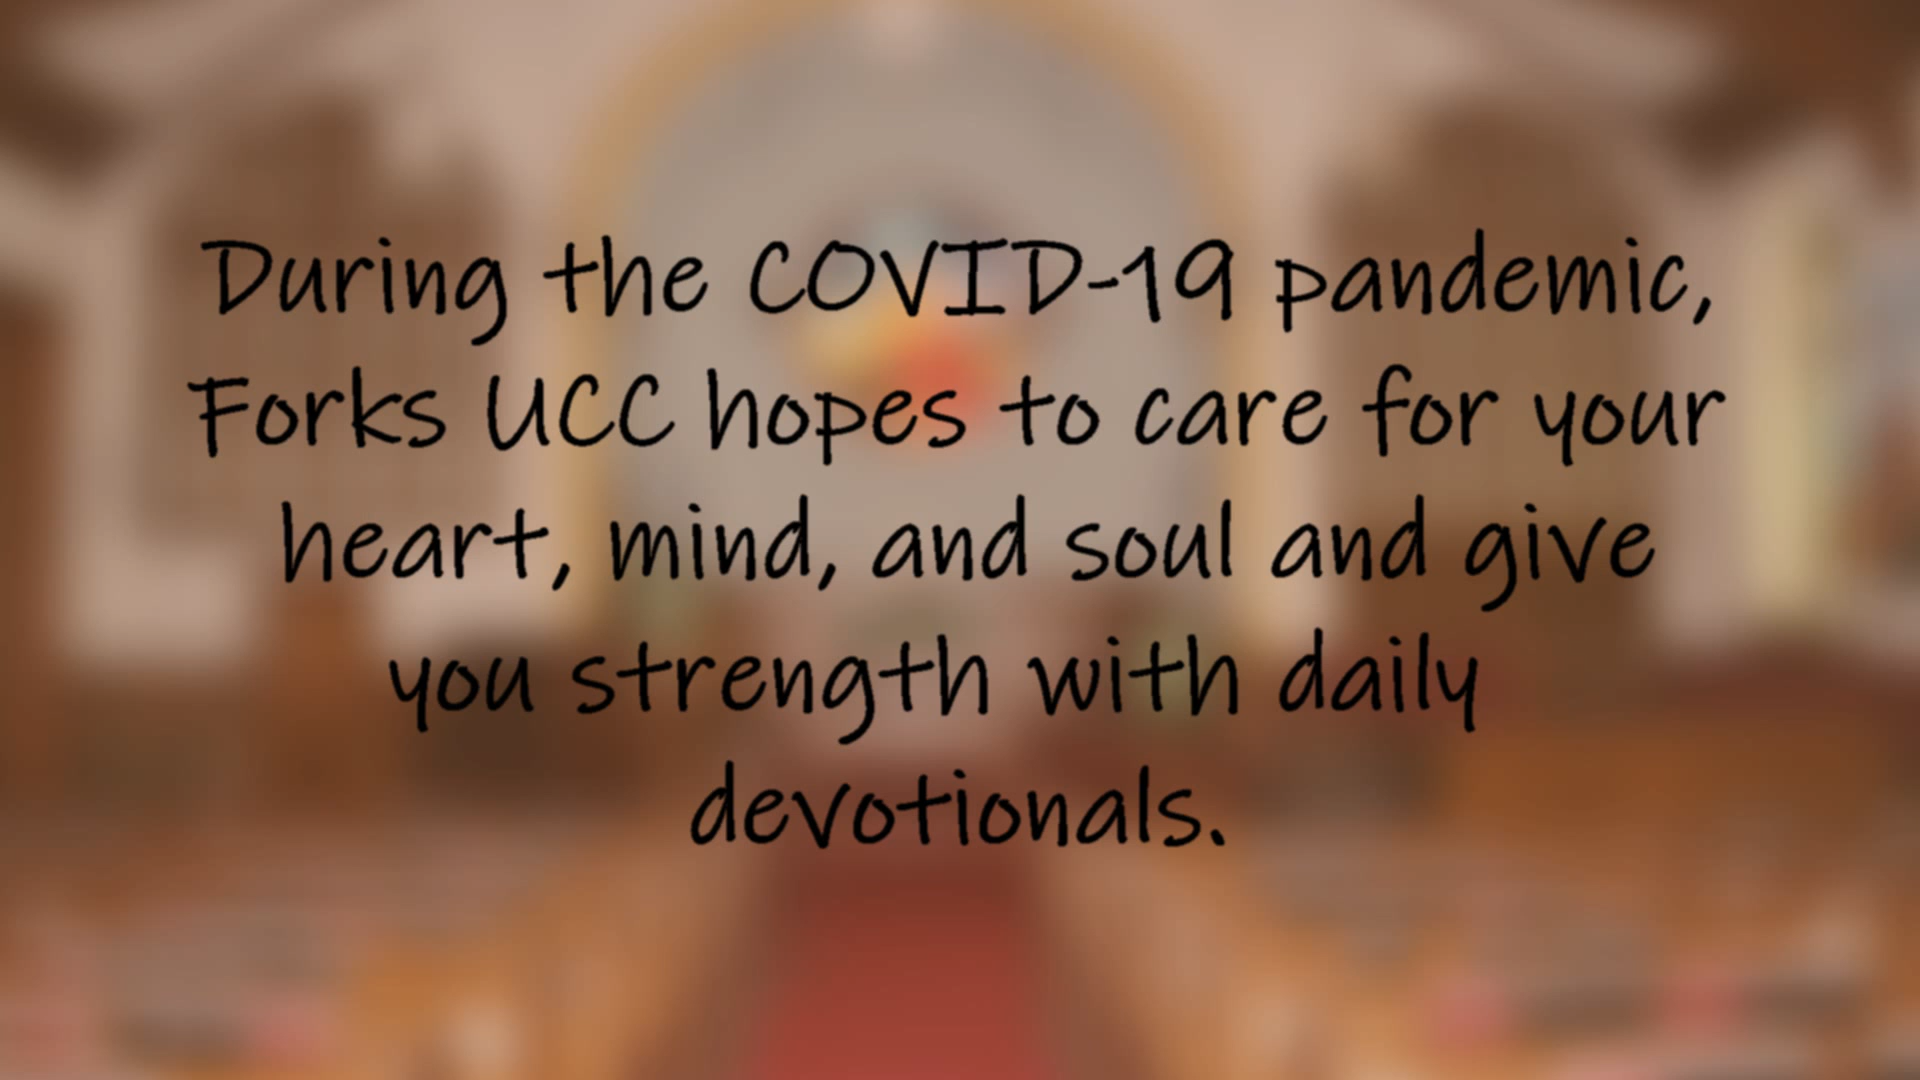 During the COVID-19 pandemic,
Forks UCC hopes to care for your
heart, mind, and soul and give
you strength with daily
devotionals.